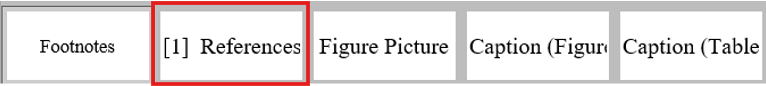 Footnotes [1] References Figure Picture Caption (Figur Caption (Table